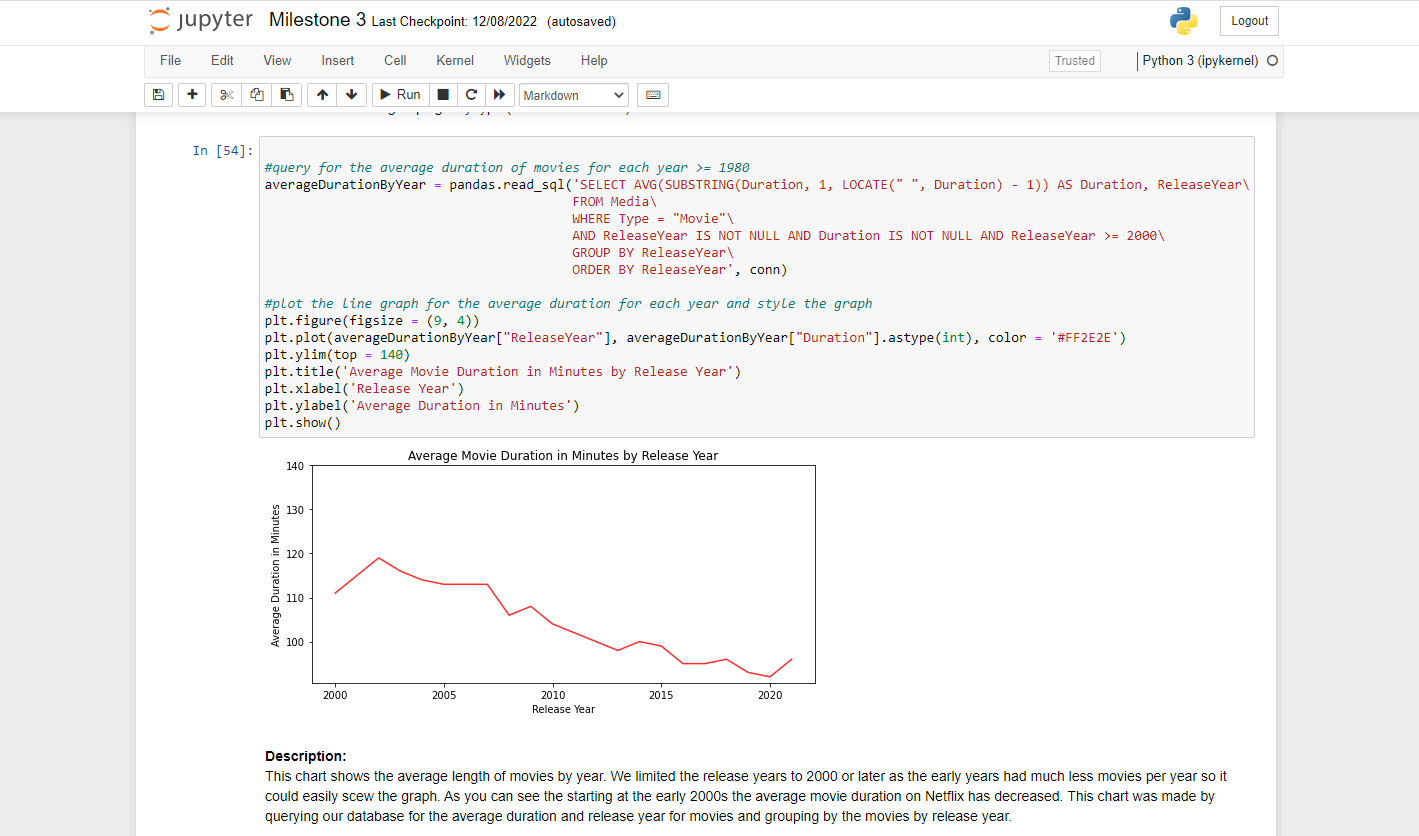 jupyter Milestone 3 Last Checkpoint: 12/08/2022 (autosaved) Logout
File Edit View Insert Cell Kernel Widgets Help Trusted Python 3 (ipykernel)
Run Markdown
In [54]:
#query for the average duration of movies for each year >= 1980
averageDurationByYear = pandas.read_sql('SELECT AVG(SUBSTRING(Duration, 1, LOCATE(" ", Duration) - 1)) AS Duration, ReleaseYear\
FROM Media\
WHERE Type = "Movie"\
AND ReleaseYear IS NOT NULL AND Duration IS NOT NULL AND ReleaseYear >= 2000\
GROUP BY ReleaseYear\
ORDER BY ReleaseYear', conn)
#plot the line graph for the average duration for each year and style the graph
plt.figure(figsize = (9, 4))
plt.plot(averageDurationByYear["ReleaseYear"], averageDurationByYear["Duration"].astype(int), color = '#FF2E2E')
plt.ylim(top = 140)
plt.title('Average Movie Duration in Minutes by Release Year')
plt.xlabel('Release Year')
plt.ylabel('Average Duration in Minutes')
plt.show()
Average Movie Duration in Minutes by Release Year
Average Duration in Minutes
140
130
120
110
100
2000 2005 2010 2015 2020
Release Year
Description:
This chart shows the average length of movies by year. We limited the release years to 2000 or later as the early years had much less movies per year so it
could easily scew the graph. As you can see the starting at the early 2000s the average movie duration on Netflix has decreased. This chart was made by
querying our database for the average duration and release year for movies and grouping by the movies by release year.